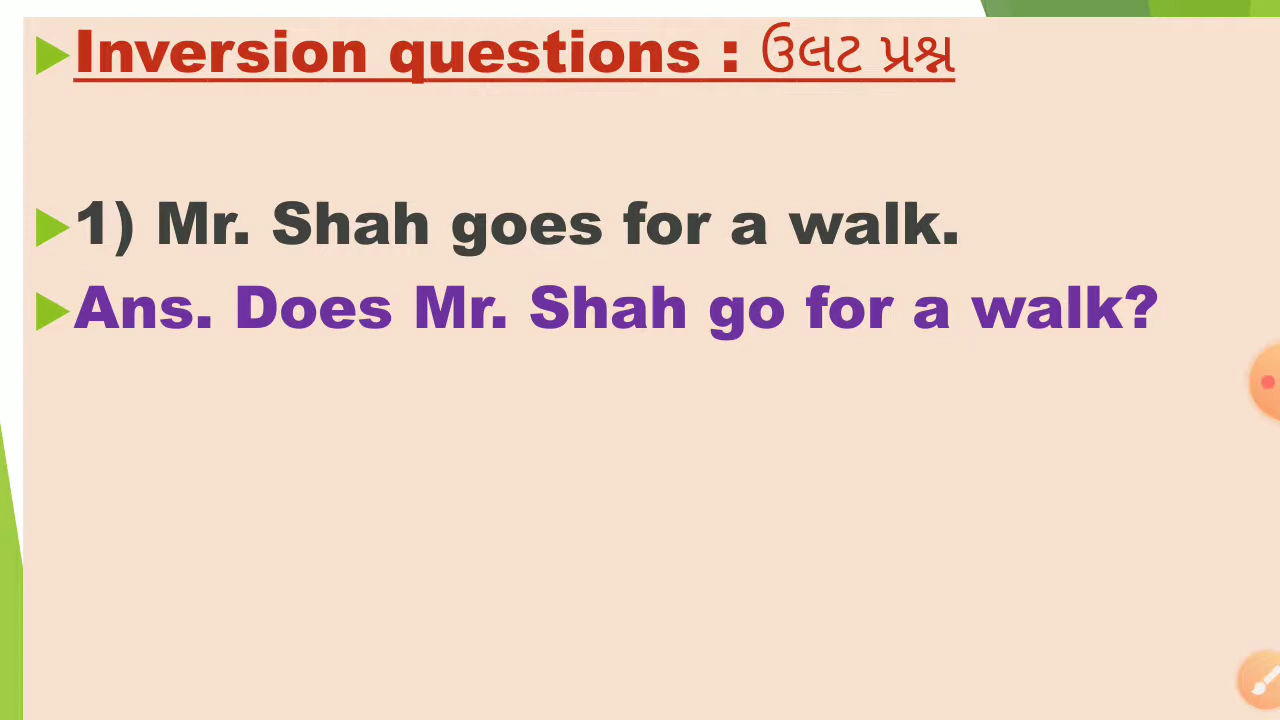 Inversion questions : ઉલટ પ્રશ્ન
1) Mr. Shah goes for a walk.
Ans. Does Mr. Shah go for a walk?